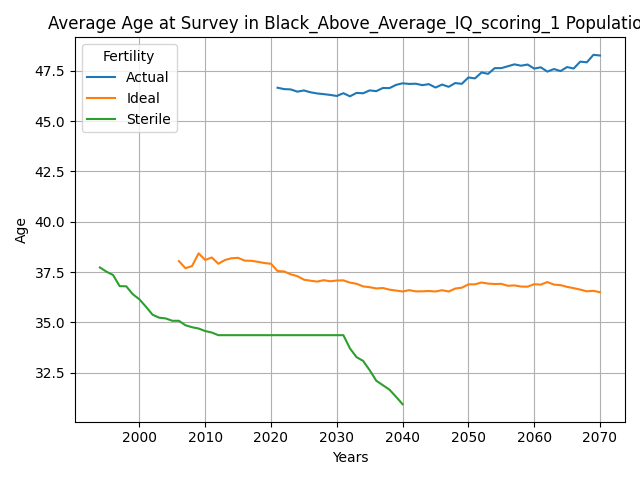 Average Age at Survey in Black_Above_Average_IQ_scoring_1 Populatio
Fertility
Actual
Ideal
Sterile
47.5
45.0
42.5
40.0
37.5
35.0
32.5
Age
2000 2010 2020 2030 2040 2050 2060 2070
Years